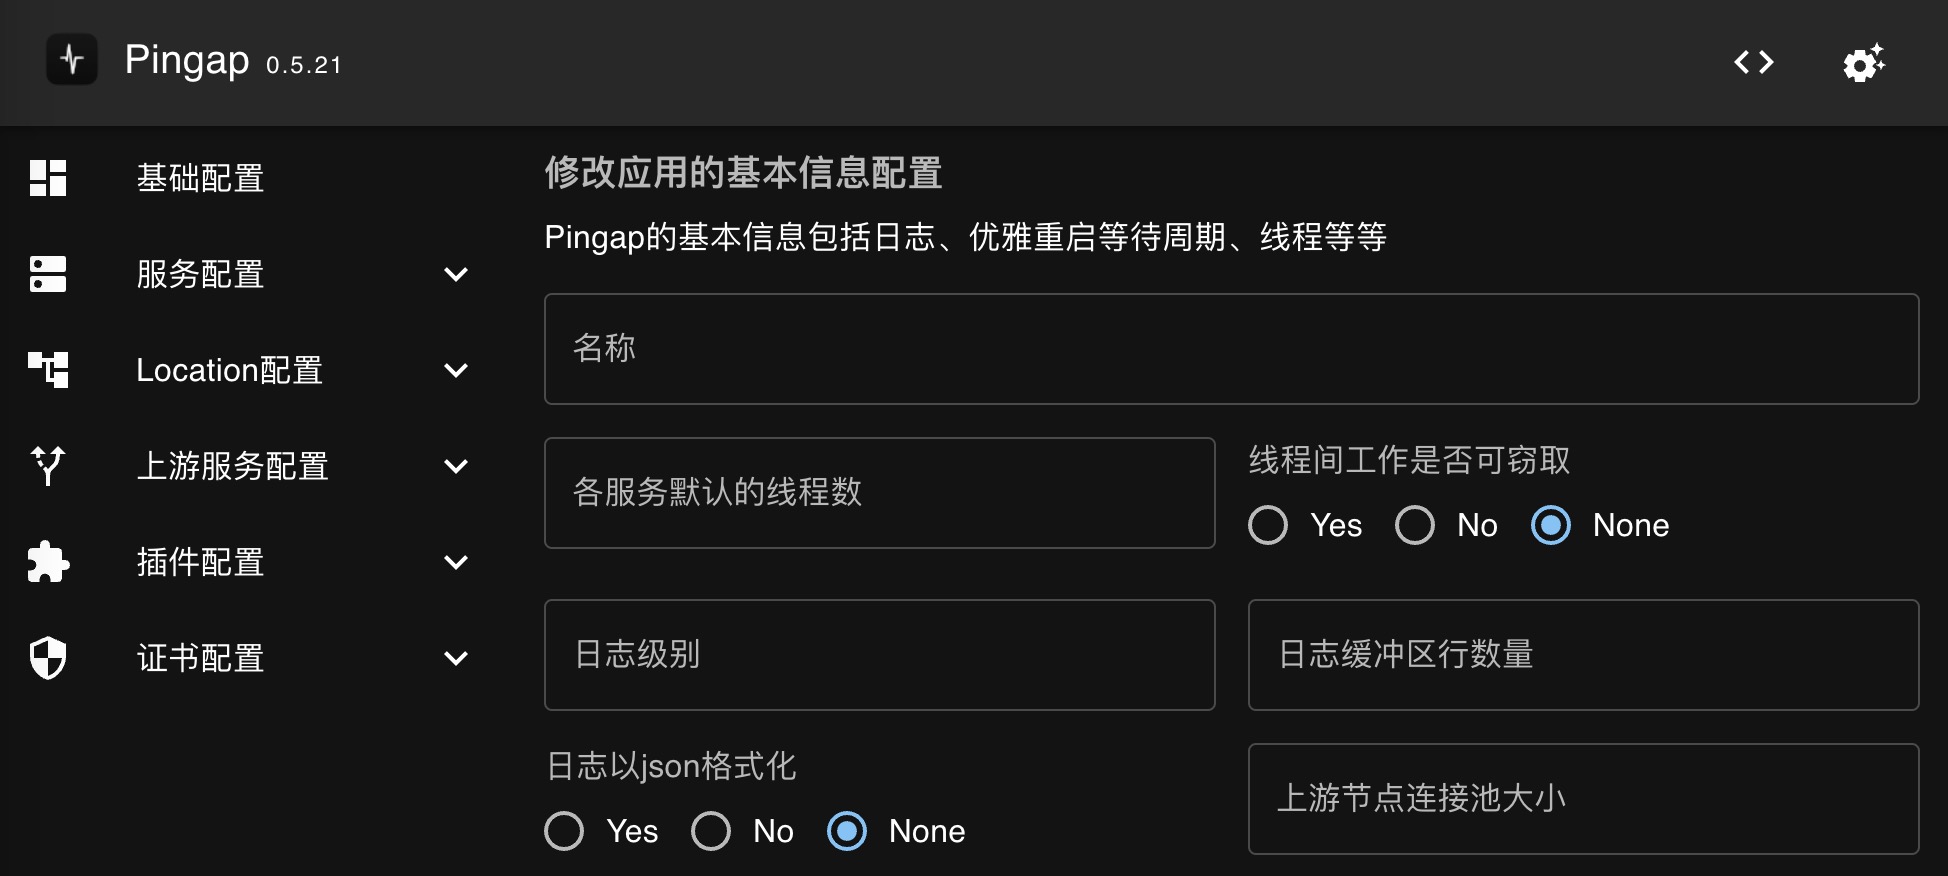 Pingap 0.5.21
基础配置
服务配置
Location配置
上游服务配置
插件配置
证书配置
修改应用的基本信息配置
Pingap的基本信息包括日志、优雅重启等待周期、线程等等
名称
各服务默认的线程数
线程间工作是否可窃取
Yes No None
日志级别
日志缓冲区行数量
日志以json格式化
Yes No None
上游节点连接池大小